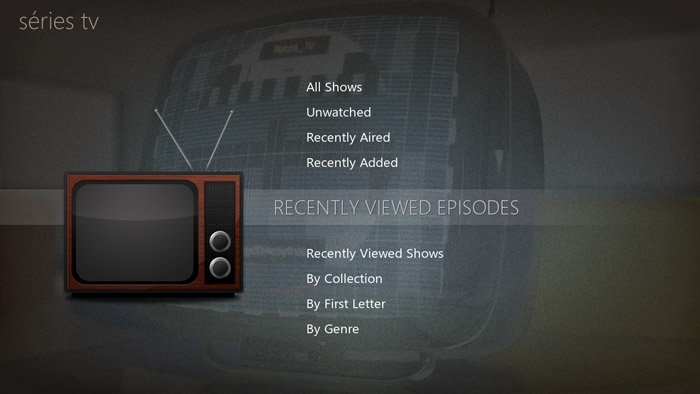 séries tv
All Shows
Unwatched
Recently Aired
Recently Added
RECENTLY VIEWED EPISODES
Recently Viewed Shows
By Collection
By First Letter
By Genre